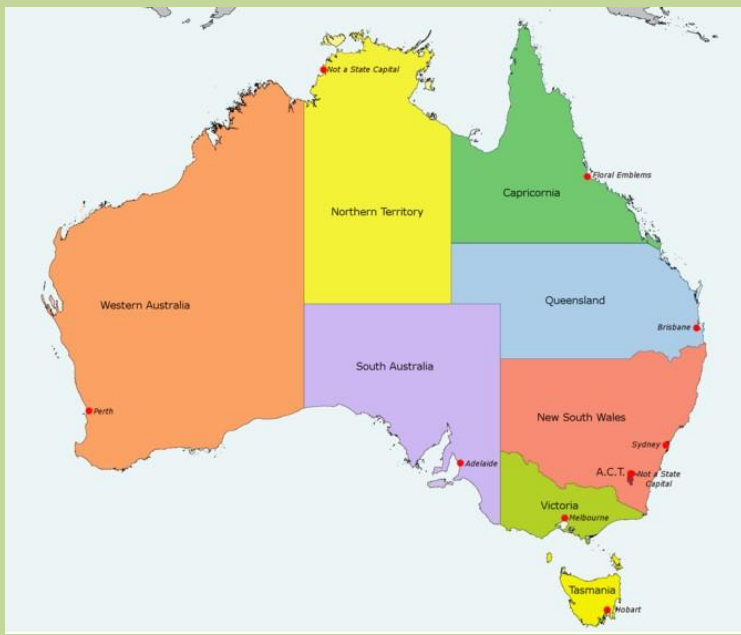 Not a State Capital
Floral Emblems
Capricornia
Northern Territory
Western Australia
Queensland
Brisbane
South Australia
Perth
New South Wales
Sydney
Adelaide
A.C.T.
Not a State
Capital
Victoria
Melbourne
Tasmania
Hobart